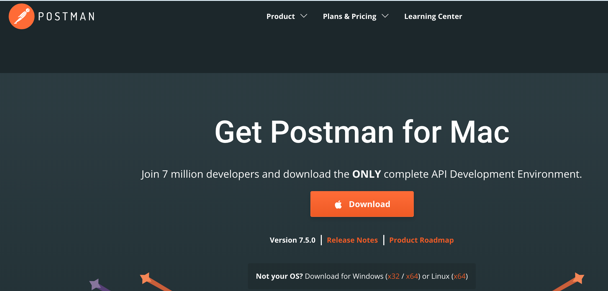 POSTMAN
Product Plans & Pricing Learning Center
Get Postman for Mac
Join 7 million developers and download the ONLY complete API Development Environment.
Download
Version 7.5.0 | Release Notes | Product Roadmap
Not your OS? Download for Windows (x32 / x64) or Linux (x64)